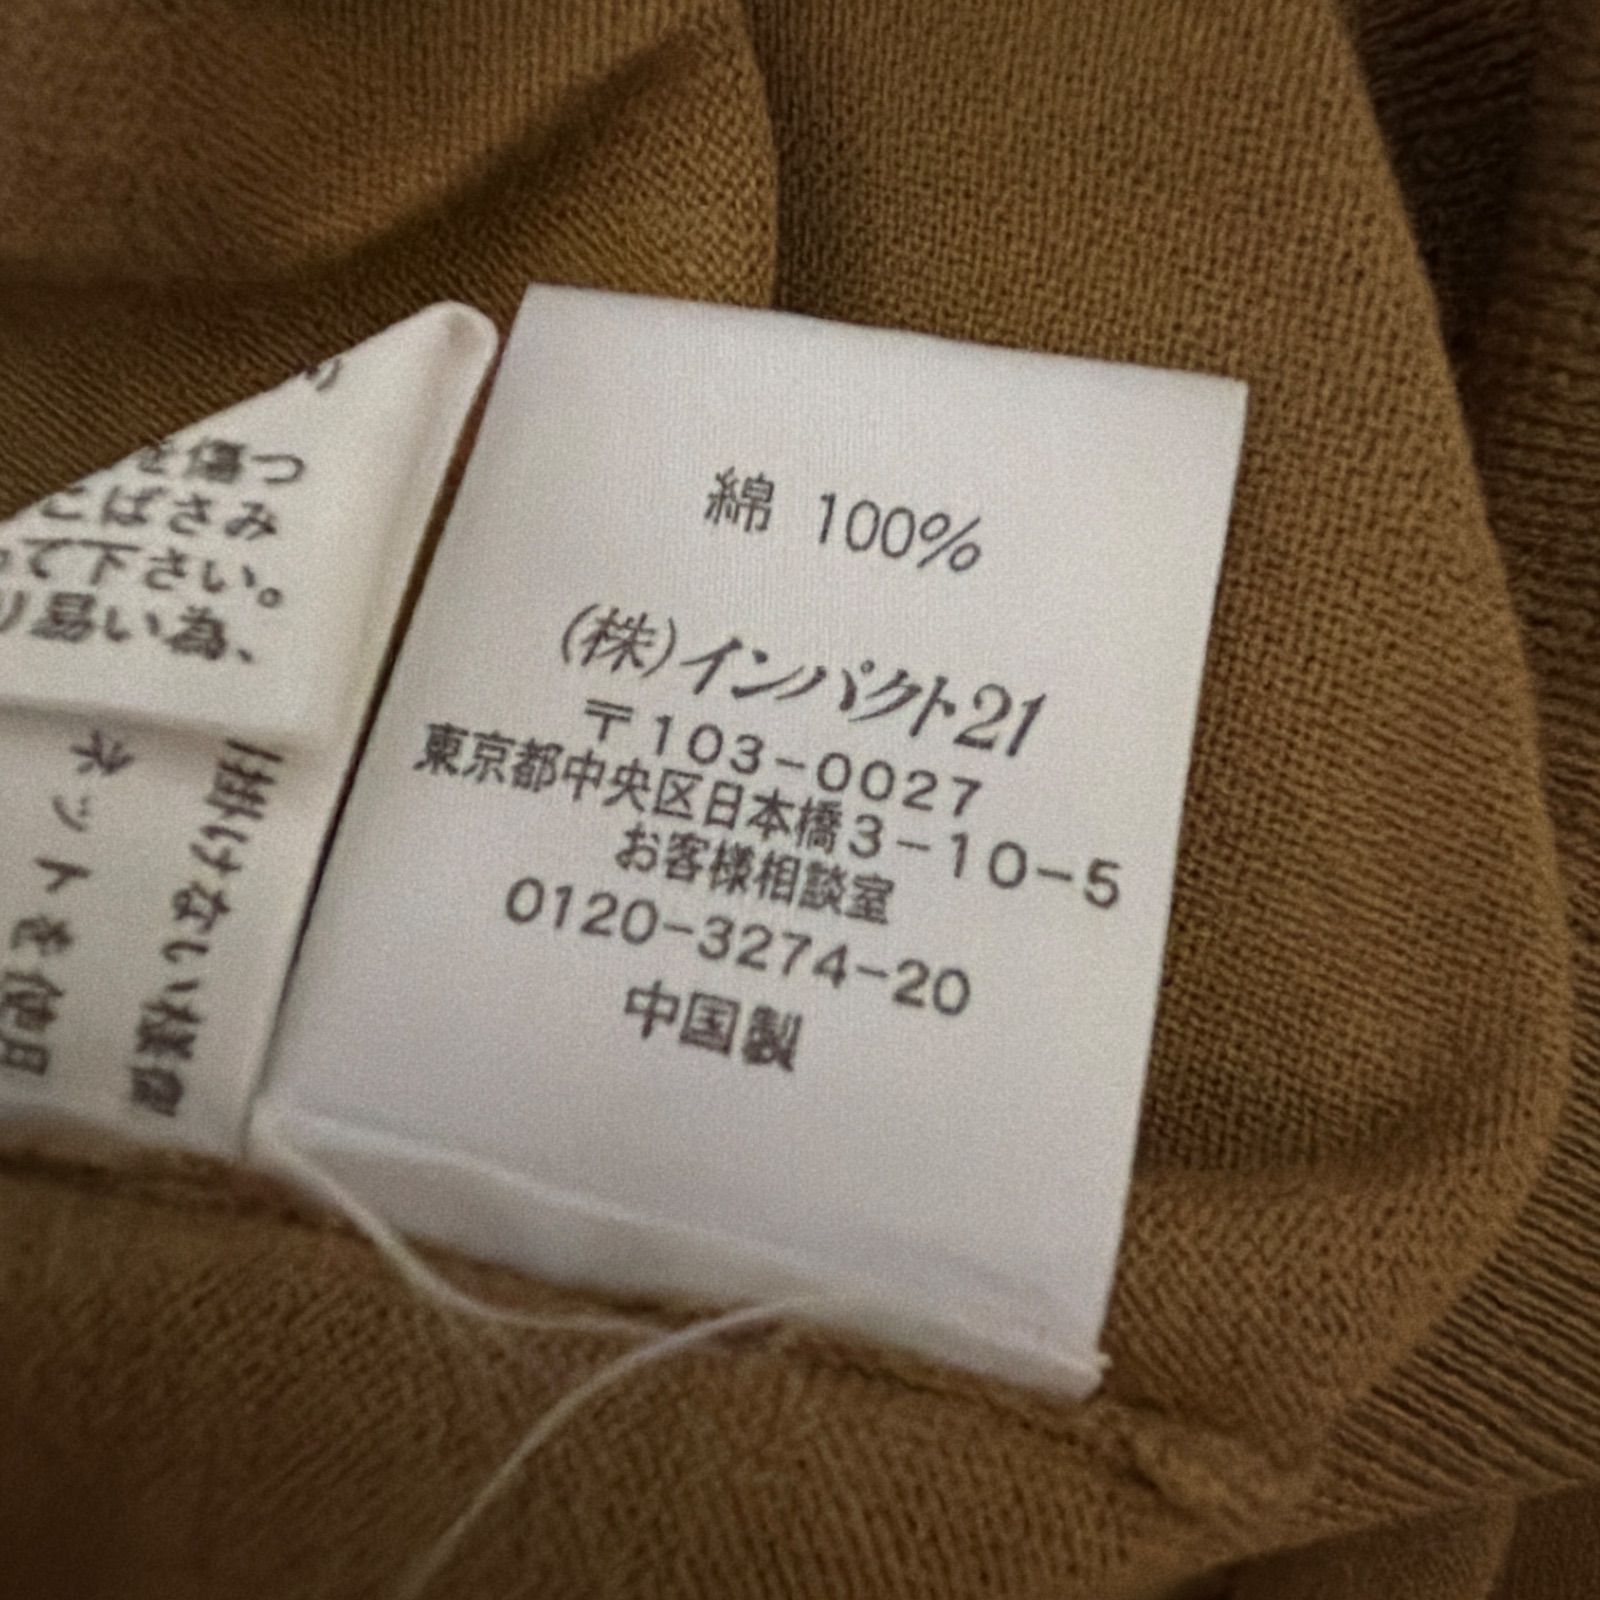 綿 100%
(株)インパクト21
〒103-0027
東京都中央区日本橋3-10-5
お客様相談室
0120-3274-20
中国製
を傷つ
こばさみ
って下さい。
り易い為、
掛けない様
ネットを使用